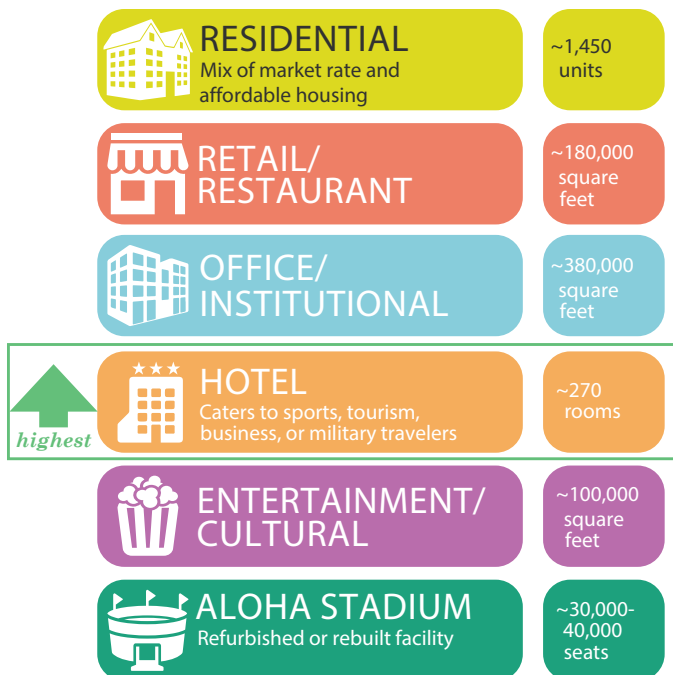 RESIDENTIAL
Mix of market rate and
affordable housing
~1,450
units
RETAIL/
RESTAURANT
~180,000
square
feet
OFFICE/
INSTITUTIONAL
~380,000
square
feet
highest
HOTEL
Caters to sports, tourism,
business, or military travelers
~270
rooms
ENTERTAINMENT/
CULTURAL
~100,000
square
feet
ALOHA STADIUM
Refurbished or rebuilt facility
~30,000-
40,000
seats